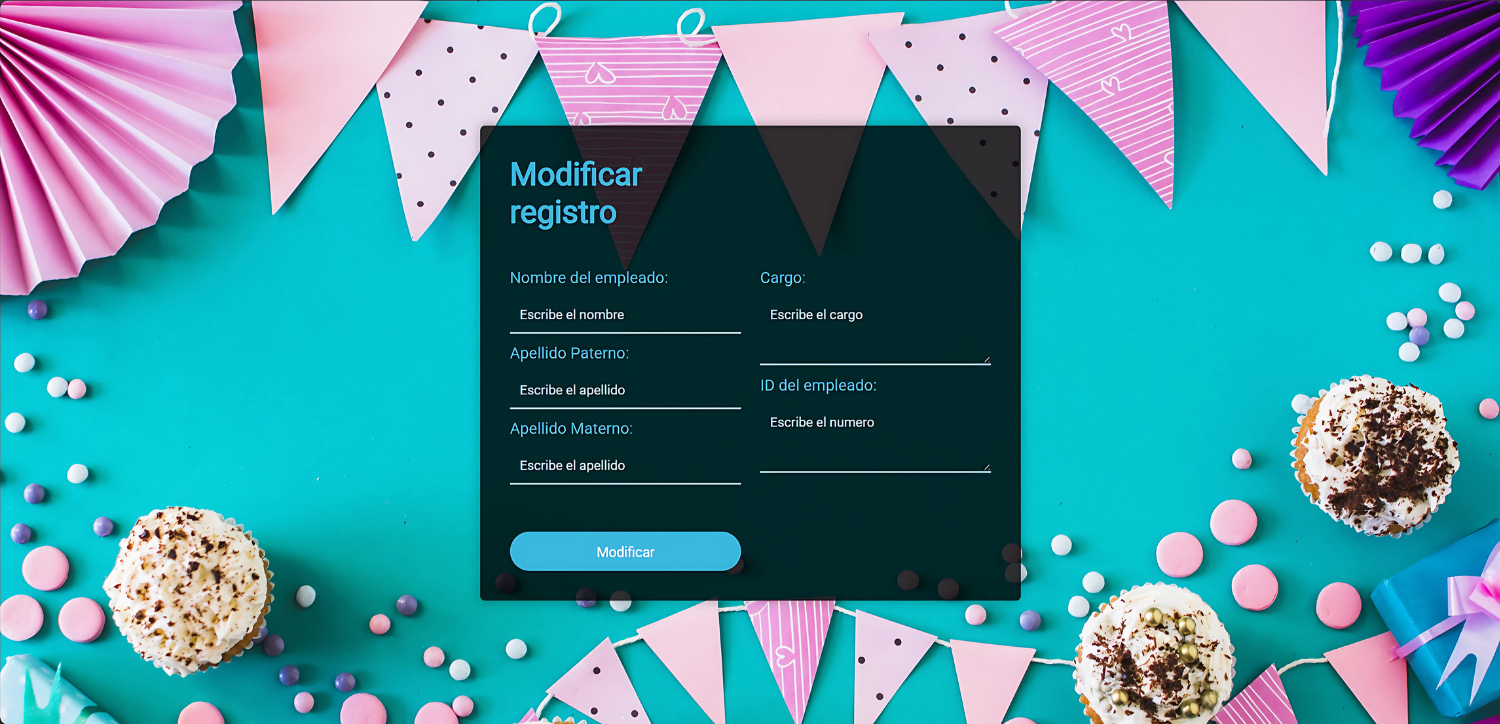 Modificar
registro
Nombre del empleado:
Escribe el nombre
Apellido Paterno:
Escribe el apellido
Apellido Materno:
Escribe el apellido
Cargo:
Escribe el cargo
ID del empleado:
Escribe el numero
Modificar